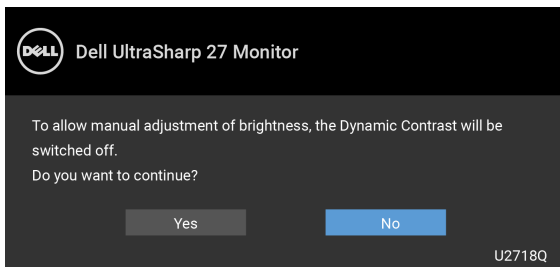 DELL
Dell UltraSharp 27 Monitor
To allow manual adjustment of brightness, the Dynamic Contrast will be
switched off.
Do you want to continue?
Yes
No
U2718Q